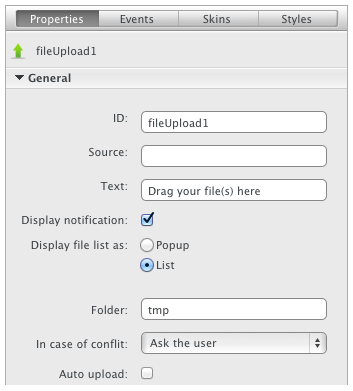 Properties Events Skins Styles
fileUpload1
General
ID: fileUpload1
Source:
Text: Drag your file(s) here
Display notification:
Display file list as: Popup
List
Folder: tmp
In case of conflit: Ask the user
Auto upload: